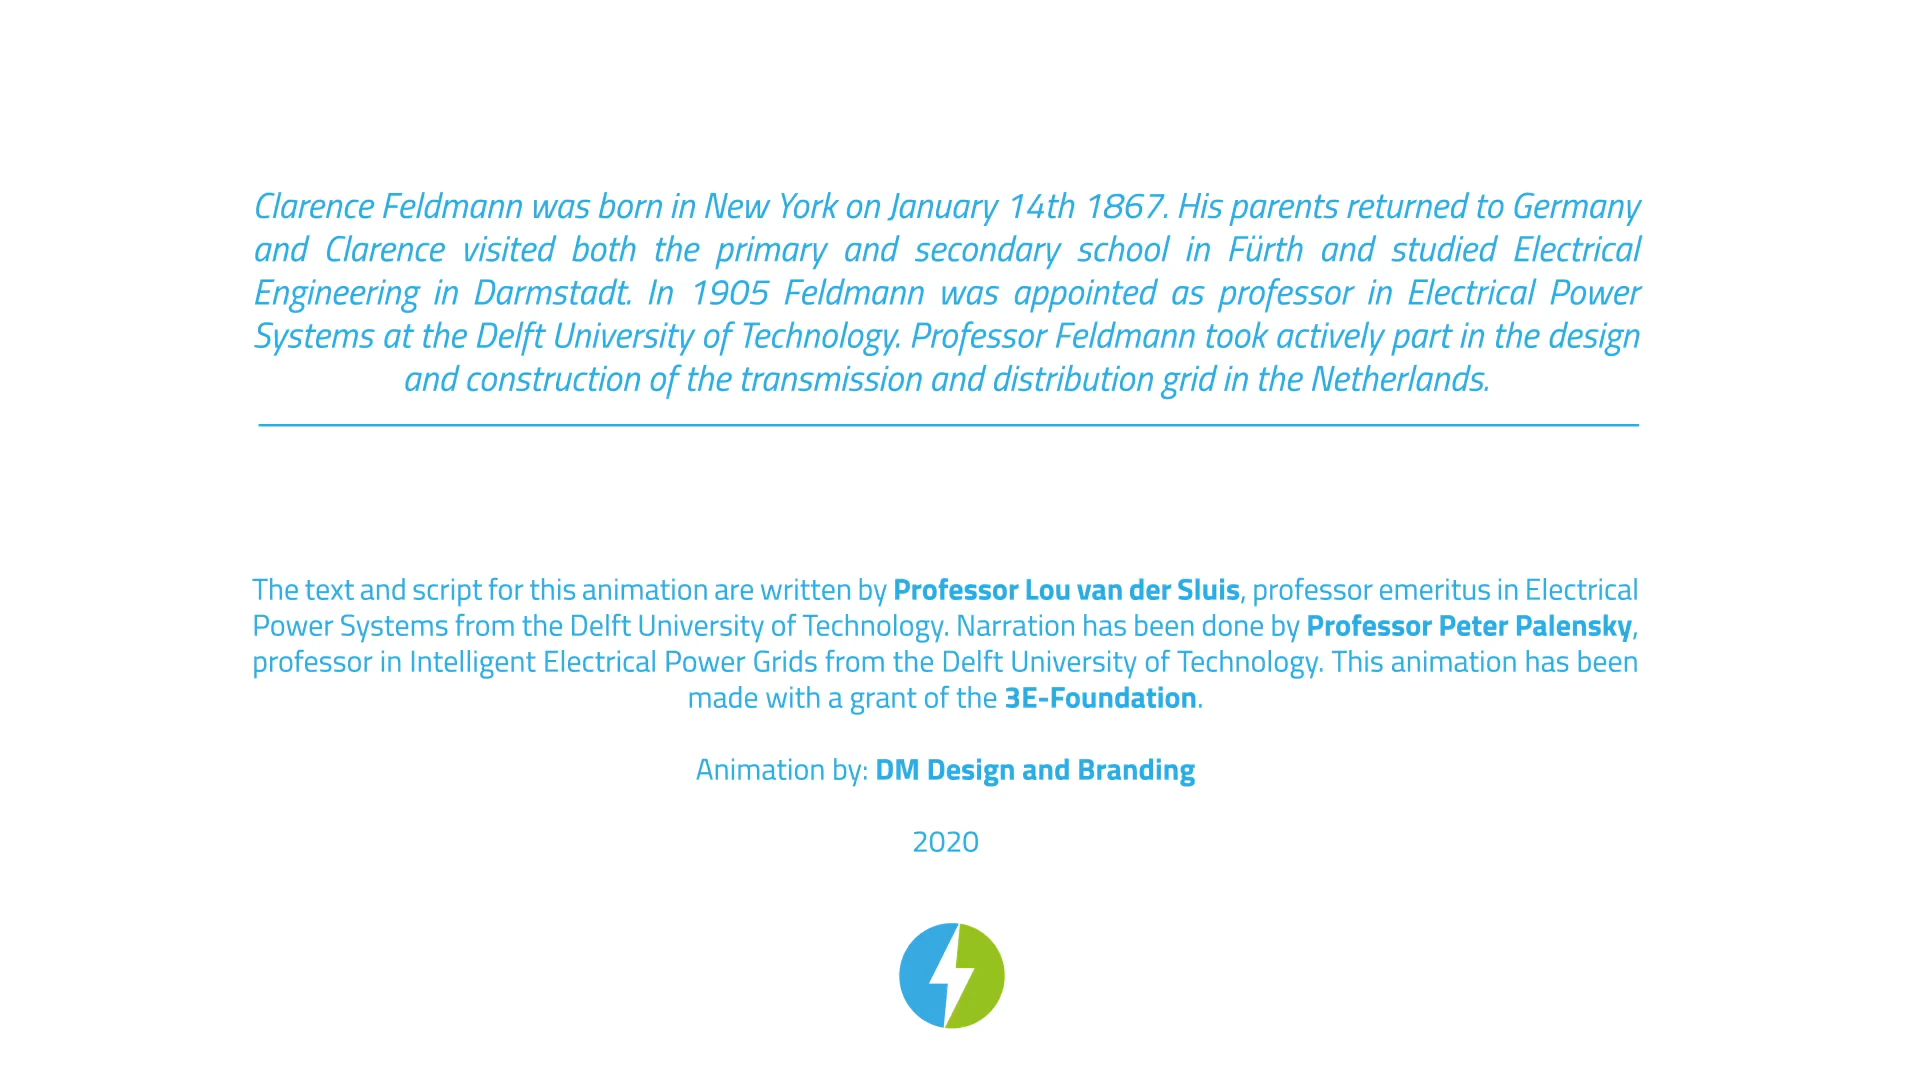 Clarence Feldmann was born in New York on January 14th 1867. His parents returned to Germany
and Clarence visited both the primary and secondary school in Fürth and studied Electrical
Engineering in Darmstadt. In 1905 Feldmann was appointed as professor in Electrical Power
Systems at the Delft University of Technology. Professor Feldmann took actively part in the design
and construction of the transmission and distribution grid in the Netherlands.
The text and script for this animation are written by Professor Lou van der Sluis, professor emeritus in Electrical
Power Systems from the Delft University of Technology. Narration has been done by Professor Peter Palensky,
professor in Intelligent Electrical Power Grids from the Delft University of Technology. This animation has been
made with a grant of the 3E-Foundation.
Animation by: DM Design and Branding
2020